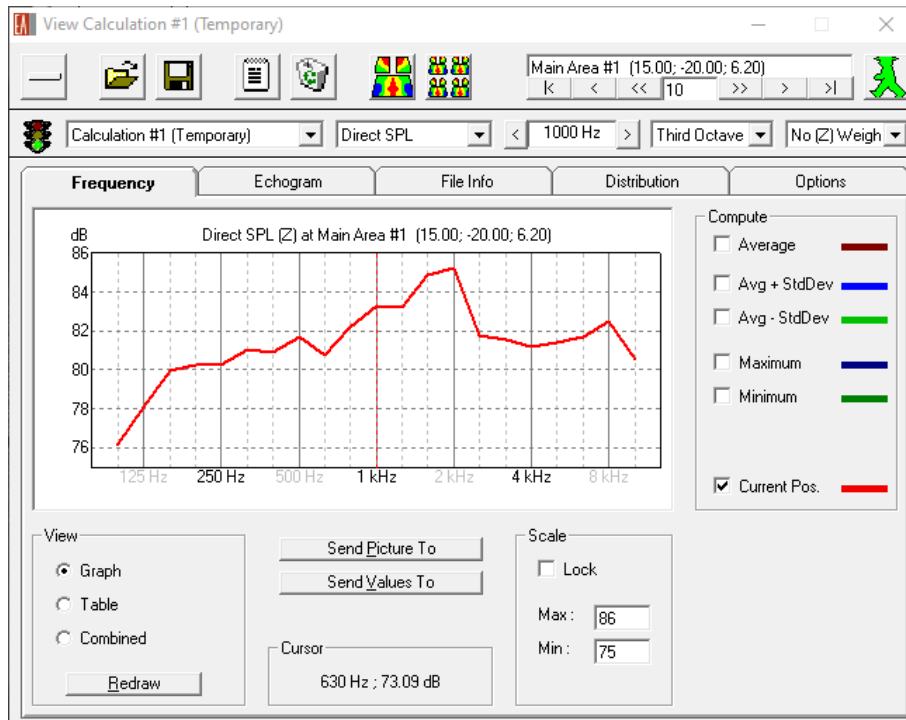 EA View Calculation #1 (Temporary)
Main Area #1 (15.00; -20.00; 6.20)
|< < << 10 >> > >|
Calculation #1 (Temporary) Direct SPL < 1000 Hz > Third Octave No (Z) Weigh
Frequency Echogram File Info Distribution Options
dB Direct SPL (Z) at Main Area #1 (15.00; -20.00; 6.20)
86
84
82
80
78
76
125 Hz 250 Hz 500 Hz 1 kHz 2 kHz 4 kHz 8 kHz
Compute
Average
Avg + StdDev
Avg - StdDev
Maximum
Minimum
Current Pos.
View
Graph
Table
Combined
Redraw
Send Picture To
Send Values To
Cursor
630 Hz ; 73.09 dB
Scale
Lock
Max : 86
Min : 75